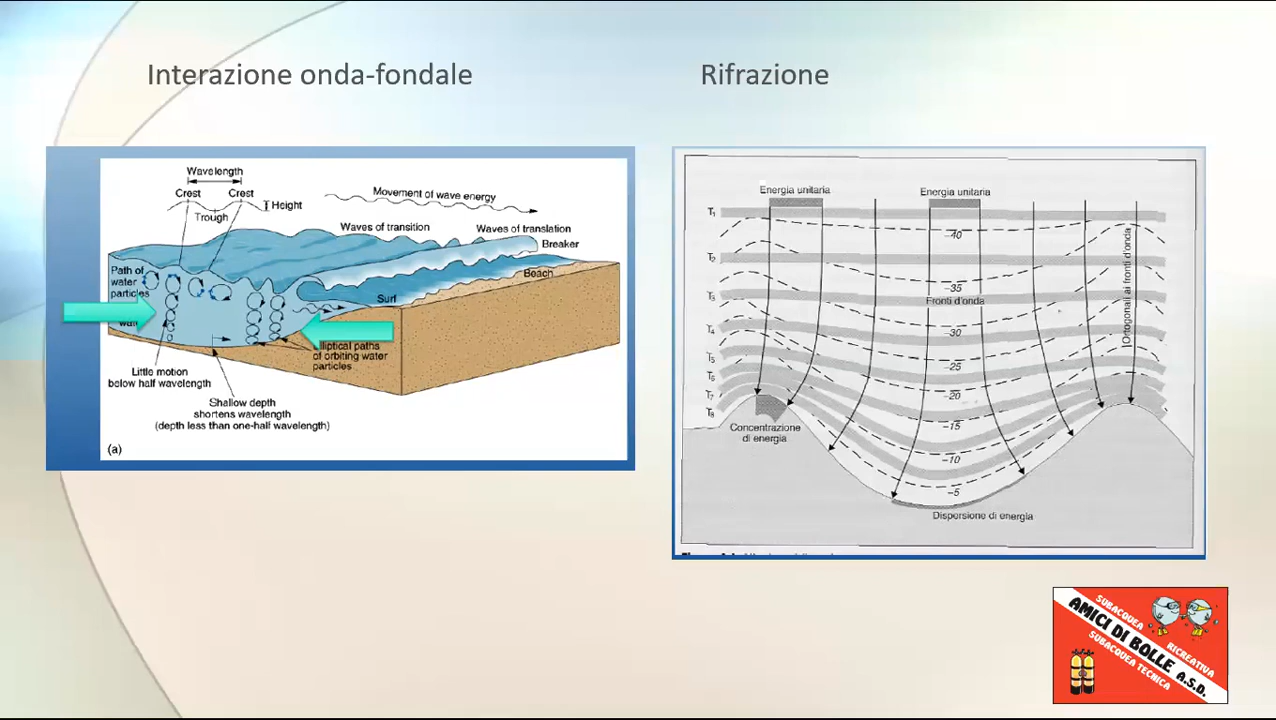 Interazione onda-fondale
Rifrazione
Wavelength
Crest
Crest
Height
Trough
Movement of wave energy
Waves of transition
Waves of translation
Breaker
Beach
Surf
Path of
water
particles
Elliptical paths
of orbiting water
particles
Little motion
below half wavelength
Shallow depth
shortens wavelength
(depth less than one-half wavelength)
(a)
Energia unitaria
Energia unitaria
T1
T2
T3
T4
T5
T6
T7
T8
-40
-35
Fronti d'onda
-30
-25
-20
-15
-10
-5
Ortogonali ai fronti d'onda
Concentrazione
di energia
Dispersione di energia
SUBACQUEA
RICREATIVA
AMICI DI BOLLE A.S.D.
SUBACQUEA TECNICA